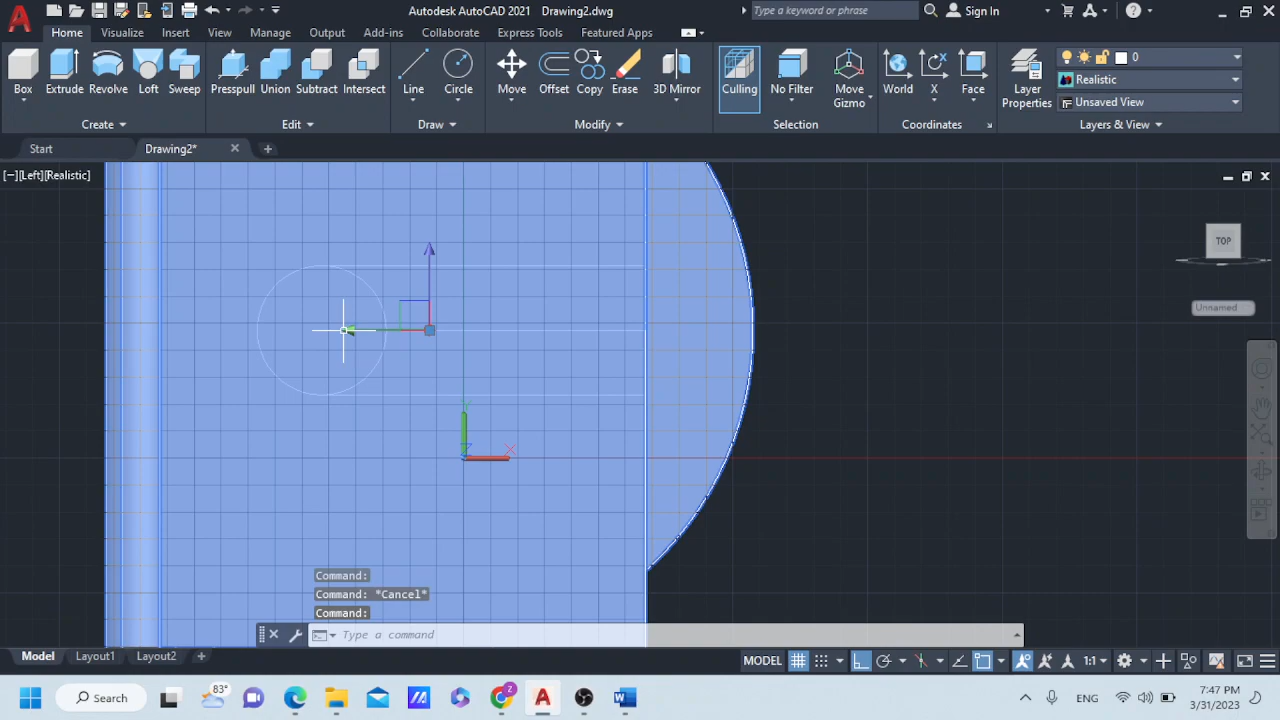 Autodesk AutoCAD 2021 Drawing2.dwg
Type a keyword or phrase
Sign In
Home Visualize Insert View Manage Output Add-ins Collaborate Express Tools Featured Apps
Box Extrude Revolve Loft Sweep
Create
Presspull Union Subtract Intersect
Edit
Line Circle
Draw
Move Offset Copy Erase 3D Mirror
Modify
Culling No Filter Move Gizmo
Selection
World X Face
Coordinates
Layer Properties
0
Realistic
Unsaved View
Layers & View
Start Drawing2*
[−][Left][Realistic]
TOP
Unnamed
Y
Z
X
Command:
Command: *Cancel*
Command:
Type a command
Model Layout1 Layout2
MODEL 1:1
Search
83°
ENG
7:47 PM
3/31/2023